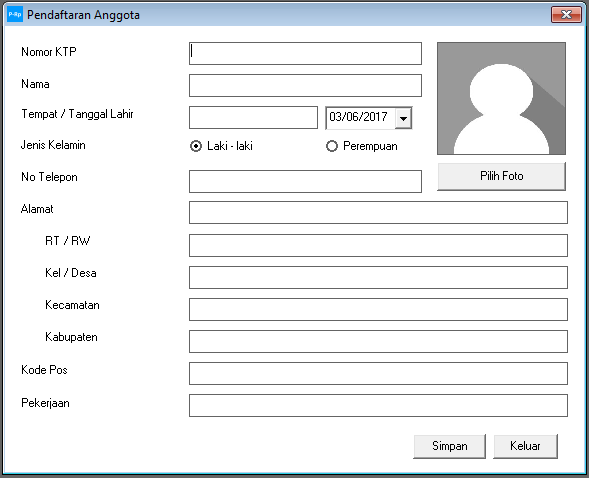 P-Rp Pendaftaran Anggota
Nomor KTP
Nama
Tempat / Tanggal Lahir 03/06/2017
Jenis Kelamin Laki - laki Perempuan
No Telepon Pilih Foto
Alamat
RT / RW
Kel / Desa
Kecamatan
Kabupaten
Kode Pos
Pekerjaan
Simpan Keluar